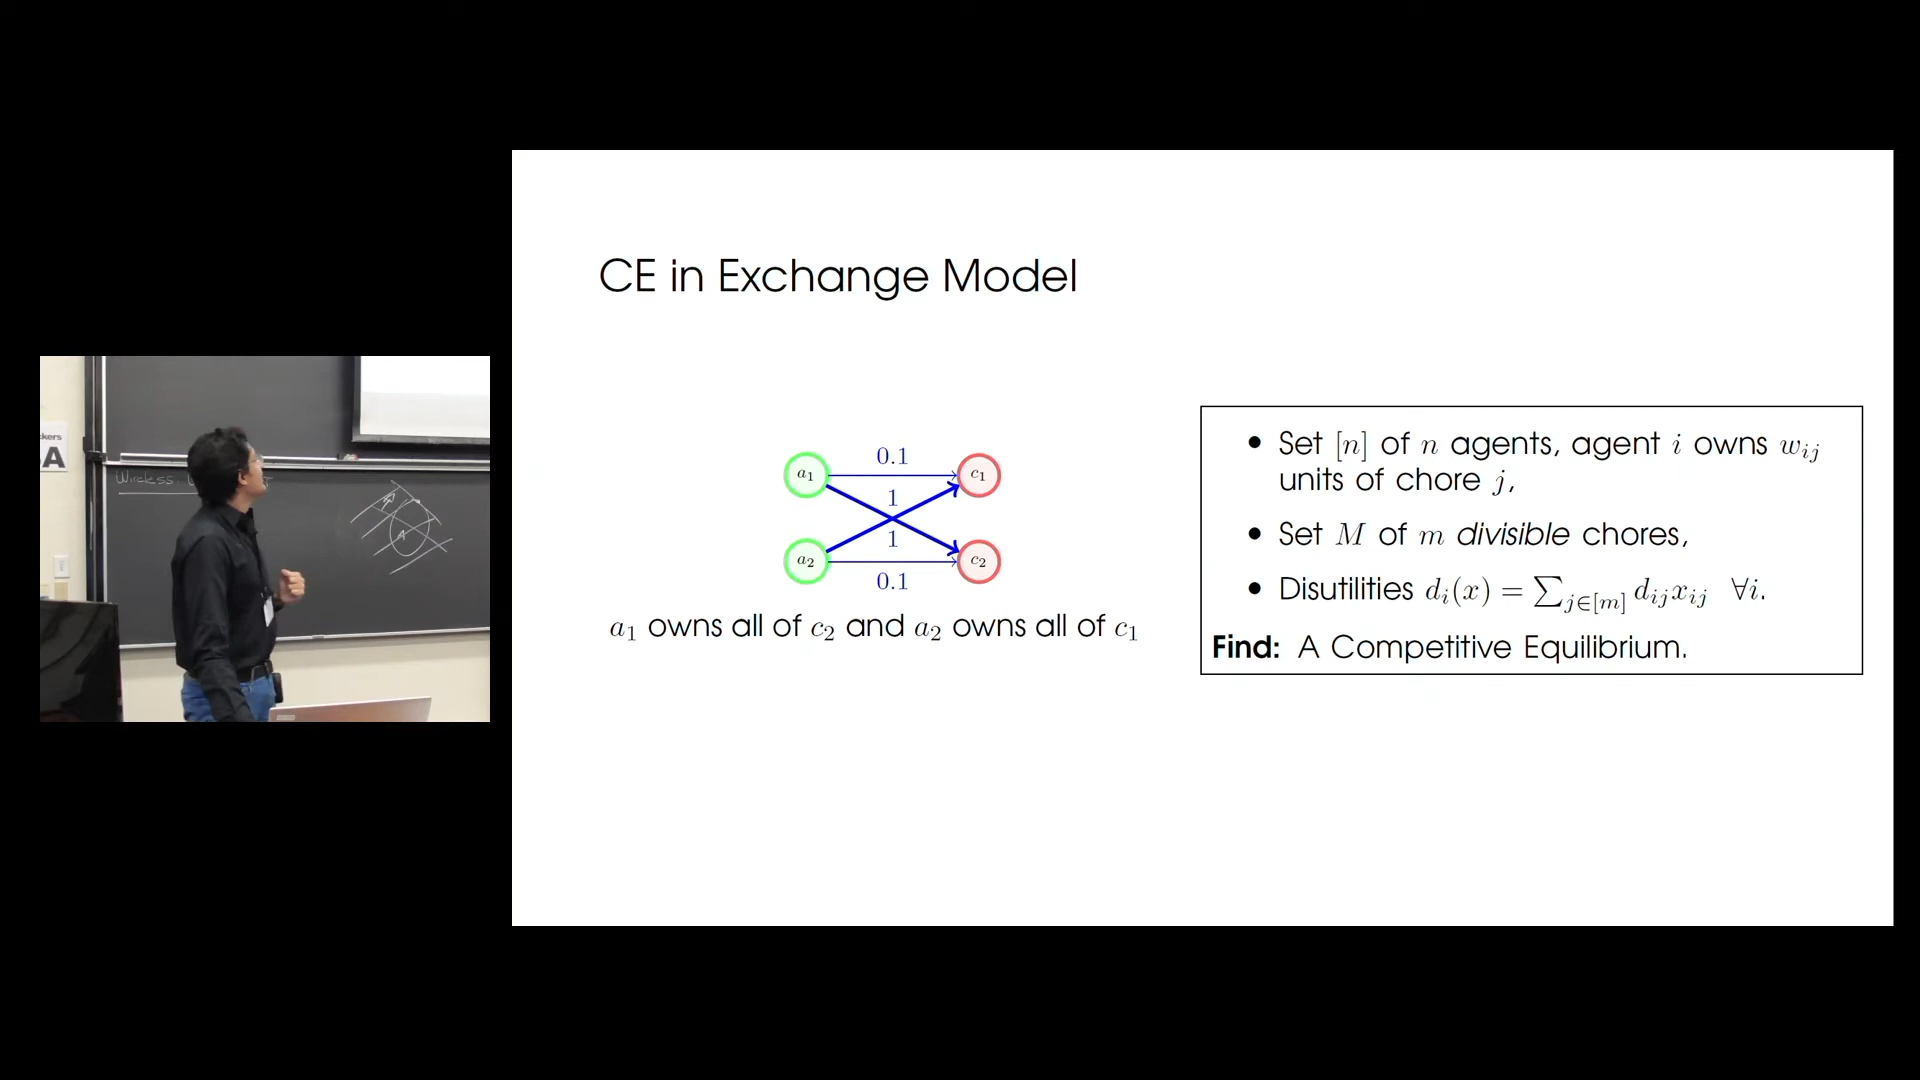 CE in Exchange Model
0.1
a₁
c₁
1
1
a₂
c₂
0.1
a₁ owns all of c₂ and a₂ owns all of c₁
• Set [n] of n agents, agent i owns wᵢⱼ
units of chore j,
• Set M of m divisible chores,
• Disutilities dᵢ(x) = ∑_{j∈[m]} dᵢⱼxᵢⱼ ∀i.
Find: A Competitive Equilibrium.
kers
A
Wireless